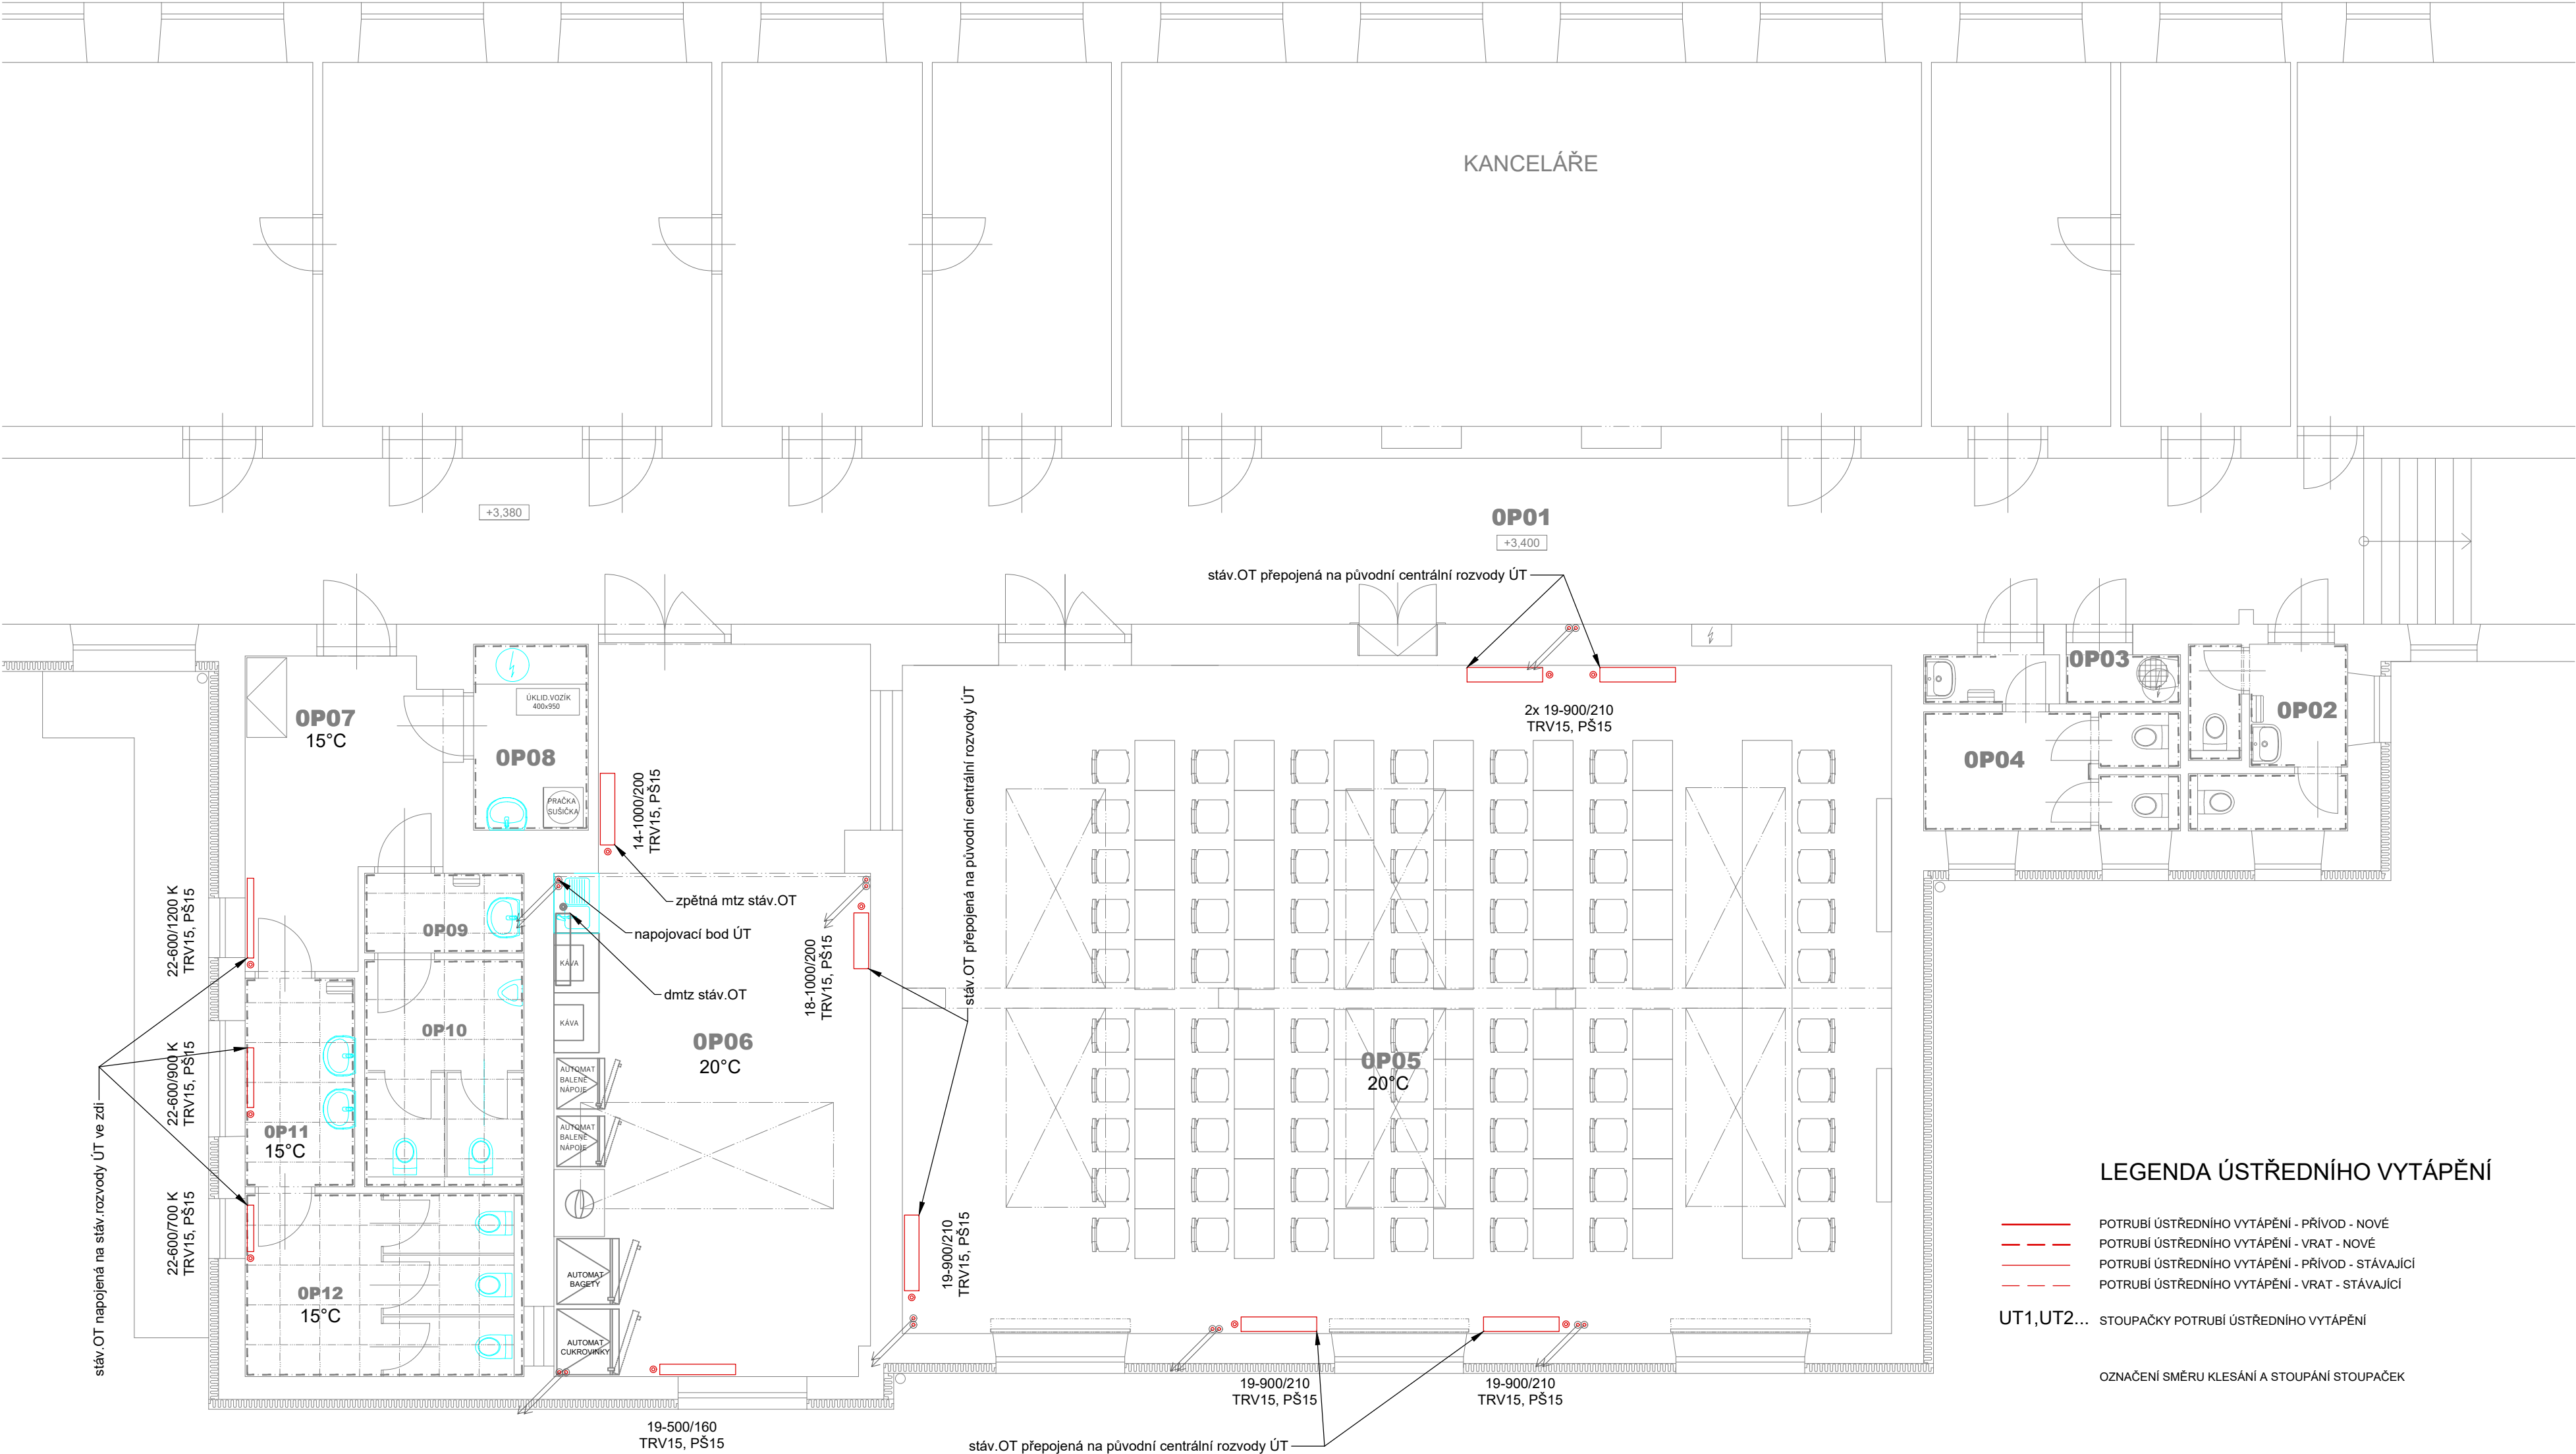 KANCELÁŘE
+3,380
0P01
+3,400
stáv.OT přepojená na původní centrální rozvody ÚT
2x 19-900/210
TRV15, PŠ15
0P03
0P02
0P04
0P07
15°C
ÚKLID.VOZÍK
400x950
0P08
PRAČKA
SUŠIČKA
14-1000/200
TRV15, PŠ15
zpětná mtz stáv.OT
napojovací bod ÚT
dmtz stáv.OT
18-1000/200
TRV15, PŠ15
stáv.OT přepojená na původní centrální rozvody ÚT
22-600/1200 K
TRV15, PŠ15
0P09
KÁVA
KÁVA
0P10
0P06
20°C
0P05
20°C
22-600/900 K
TRV15, PŠ15
AUTOMAT
BALENÉ
NÁPOJE
AUTOMAT
BALENÉ
NÁPOJE
0P11
15°C
stáv.OT napojená na stáv.rozvody ÚT ve zdi
22-600/700 K
TRV15, PŠ15
0P12
15°C
AUTOMAT
BAGETY
AUTOMAT
CUKROVINKY
19-900/210
TRV15, PŠ15
19-500/160
TRV15, PŠ15
19-900/210
TRV15, PŠ15
19-900/210
TRV15, PŠ15
stáv.OT přepojená na původní centrální rozvody ÚT
LEGENDA ÚSTŘEDNÍHO VYTÁPĚNÍ
POTRUBÍ ÚSTŘEDNÍHO VYTÁPĚNÍ - PŘÍVOD - NOVÉ
POTRUBÍ ÚSTŘEDNÍHO VYTÁPĚNÍ - VRAT - NOVÉ
POTRUBÍ ÚSTŘEDNÍHO VYTÁPĚNÍ - PŘÍVOD - STÁVAJÍCÍ
POTRUBÍ ÚSTŘEDNÍHO VYTÁPĚNÍ - VRAT - STÁVAJÍCÍ
UT1,UT2... STOUPAČKY POTRUBÍ ÚSTŘEDNÍHO VYTÁPĚNÍ
OZNAČENÍ SMĚRU KLESÁNÍ A STOUPÁNÍ STOUPAČEK